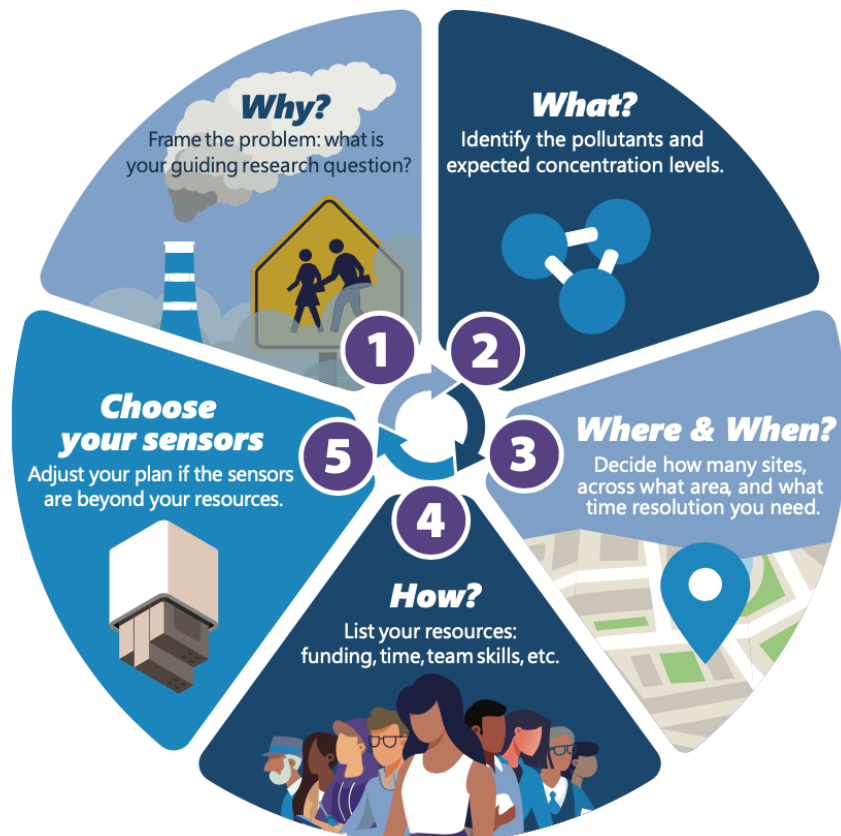 Why?
Frame the problem: what is
your guiding research question?
1
What?
Identify the pollutants and
expected concentration levels.
2
Where & When?
Decide how many sites,
across what area, and what
time resolution you need.
3
How?
List your resources:
funding, time, team skills, etc.
4
Choose
your sensors
Adjust your plan if the sensors
are beyond your resources.
5